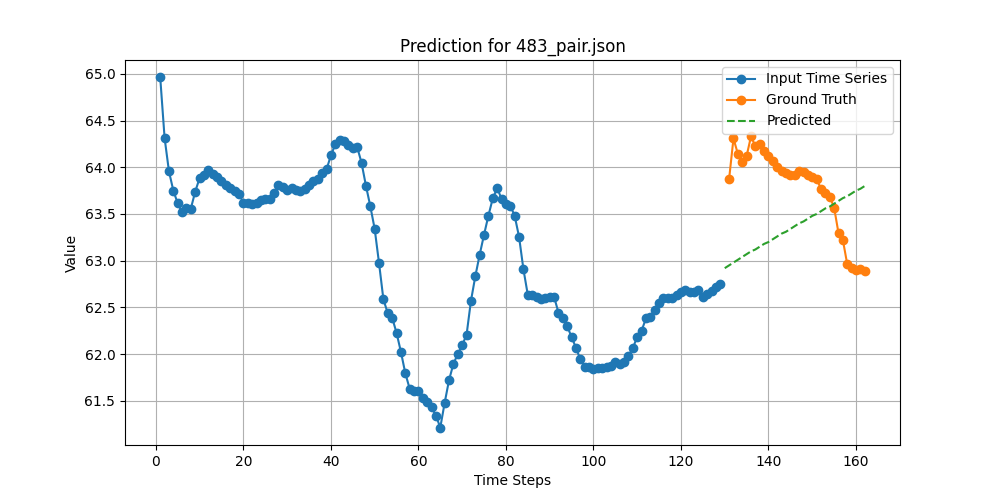 Prediction for 483_pair.json
65.0
64.5
64.0
63.5
63.0
62.5
62.0
61.5
Value
0 20 40 60 80 100 120 140 160
Time Steps
Input Time Series
Ground Truth
Predicted